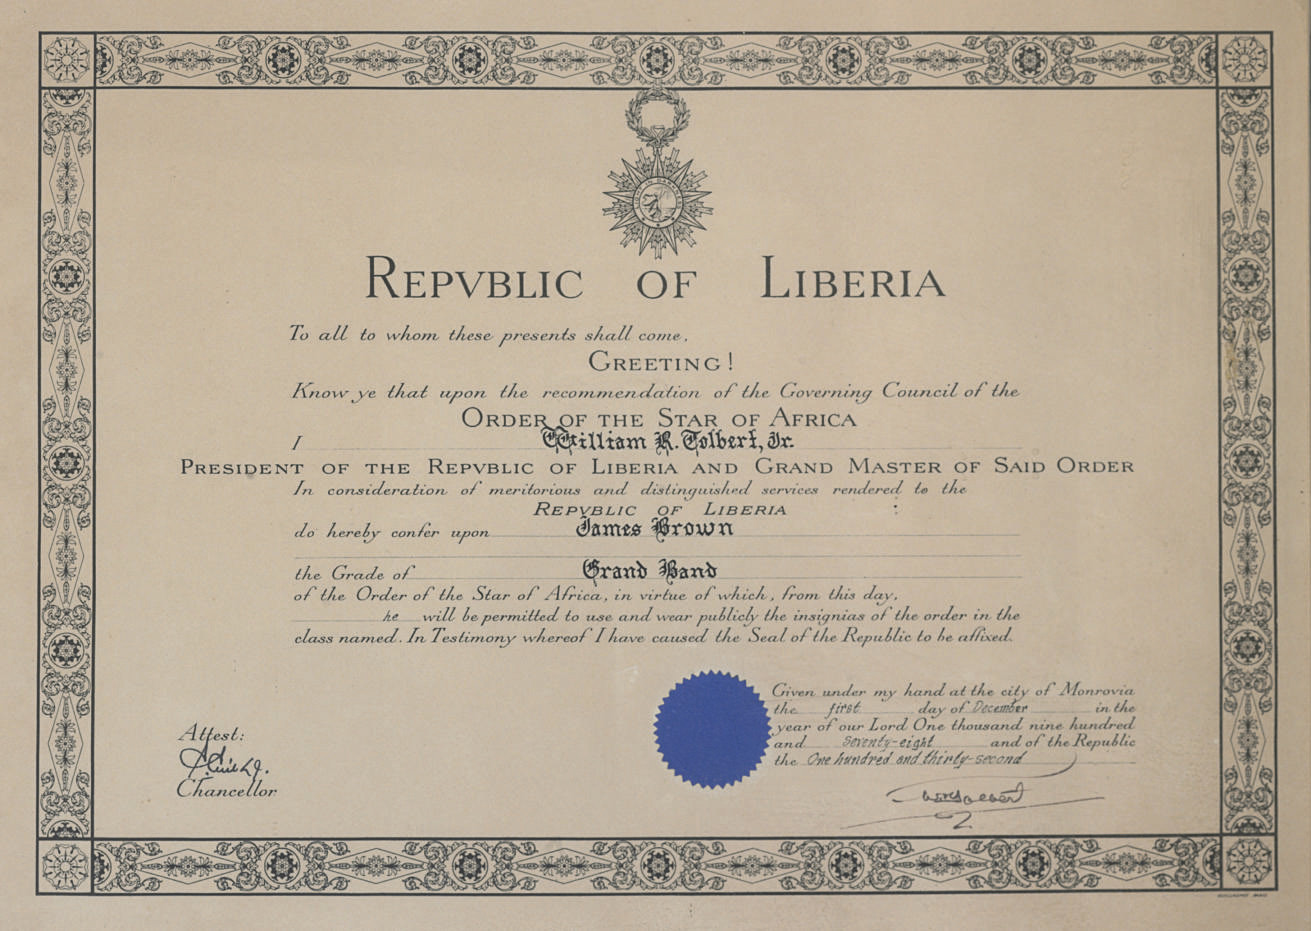 REPVBLIC OF LIBERIA
To all to whom these presents shall come,
GREETING!
Know ye that upon the recommendation of the Governing Council of the
ORDER OF THE STAR OF AFRICA
I William R. Tolbert, Jr.
PRESIDENT OF THE REPVBLIC OF LIBERIA AND GRAND MASTER OF SAID ORDER
In consideration of meritorious and distinguished services rendered to the
REPVBLIC OF LIBERIA
do hereby confer upon James Brown
the Grade of Grand Band
of the Order of the Star of Africa, in virtue of which, from this day,
he will be permitted to use and wear publicly the insignias of the order in the
class named. In Testimony whereof I have caused the Seal of the Republic to be affixed.
Given under my hand at the city of Monrovia
the first day of December in the
year of our Lord One thousand nine hundred
and seventy-eight and of the Republic
the One hundred and thirty-second
Attest:
Chancellor